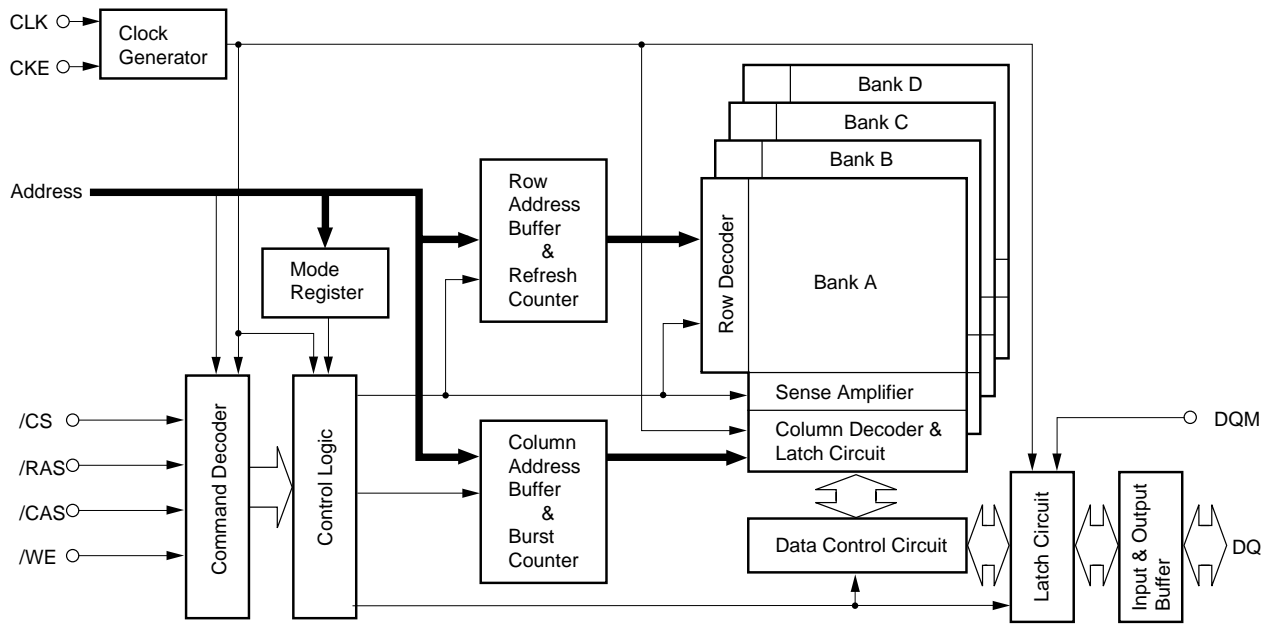 CLK
CKE
Clock
Generator
Bank D
Bank C
Bank B
Address
Row
Address
Buffer
&
Refresh
Counter
Row Decoder
Bank A
Mode
Register
Sense Amplifier
Column Decoder &
Latch Circuit
/CS
/RAS
/CAS
/WE
Command Decoder
Control Logic
Column
Address
Buffer
&
Burst
Counter
DQM
Data Control Circuit
Latch Circuit
Input & Output
Buffer
DQ